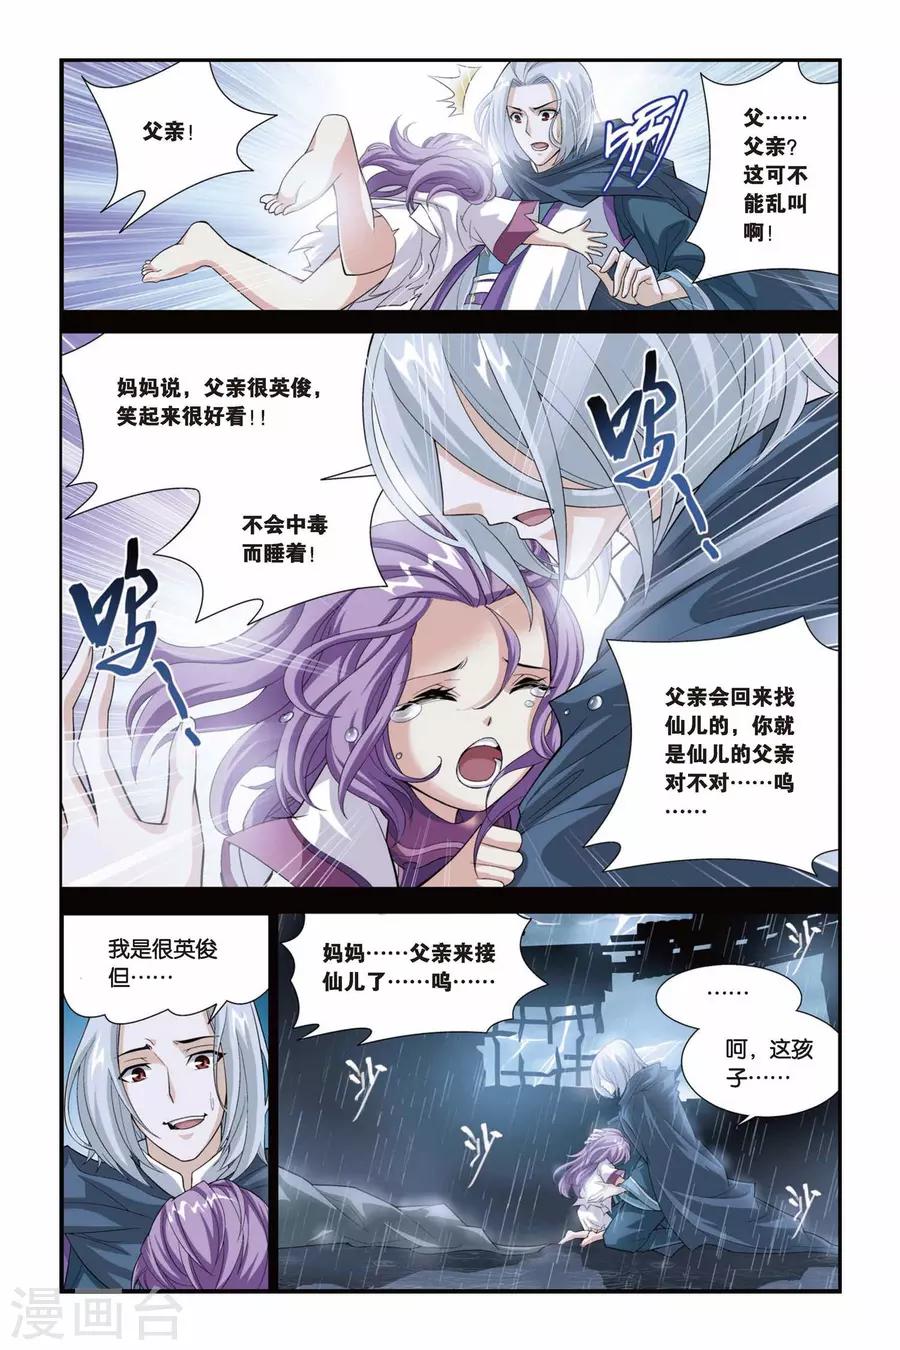 父亲！
唰
父……
父亲？
这可不
能乱叫
啊！
妈妈说，父亲很英俊，
笑起来很好看！！
不会中毒
而睡着！
呜
呜
父亲会回来找
仙儿的，你就
是仙儿的父亲
对不对……呜
……
我是很英俊
但……
妈妈……父亲来接
仙儿了……呜……
……
呵，这孩
子……
沙
沙
沙
漫画台